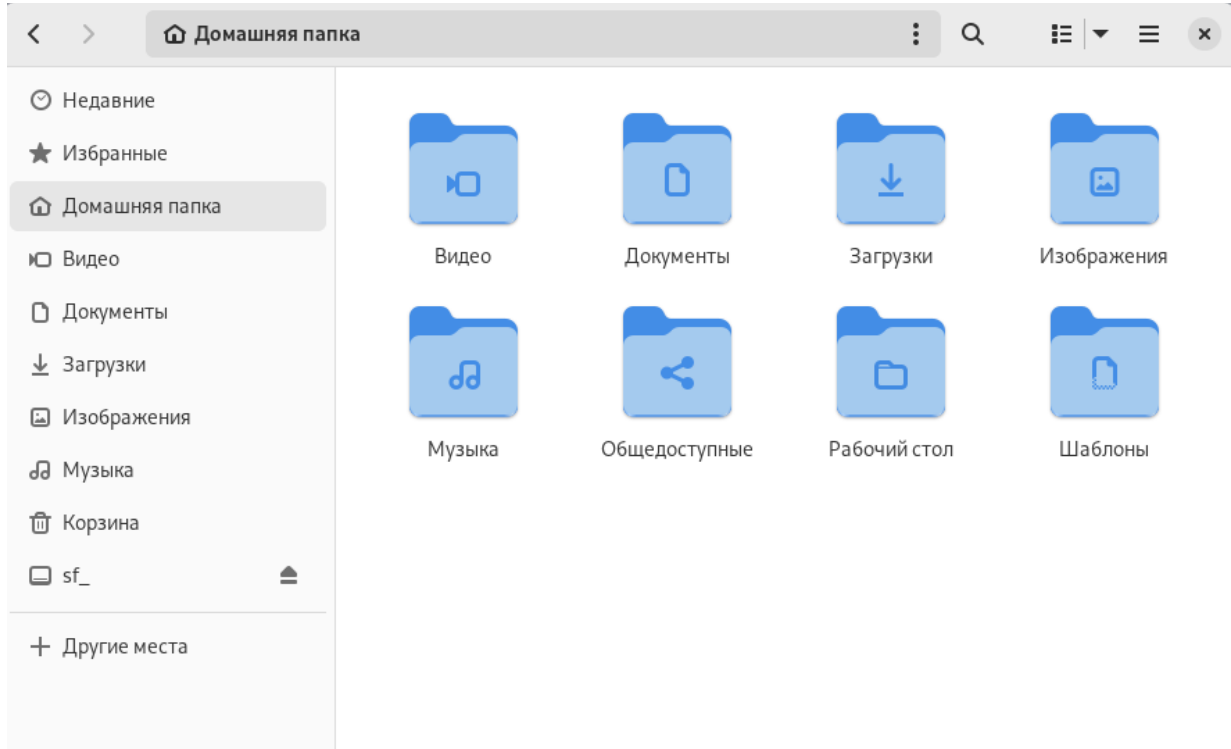 Домашняя папка
Недавние
Избранные
Домашняя папка
Видео
Документы
Загрузки
Изображения
Музыка
Корзина
sf_
Другие места
Видео
Документы
Загрузки
Изображения
Музыка
Общедоступные
Рабочий стол
Шаблоны